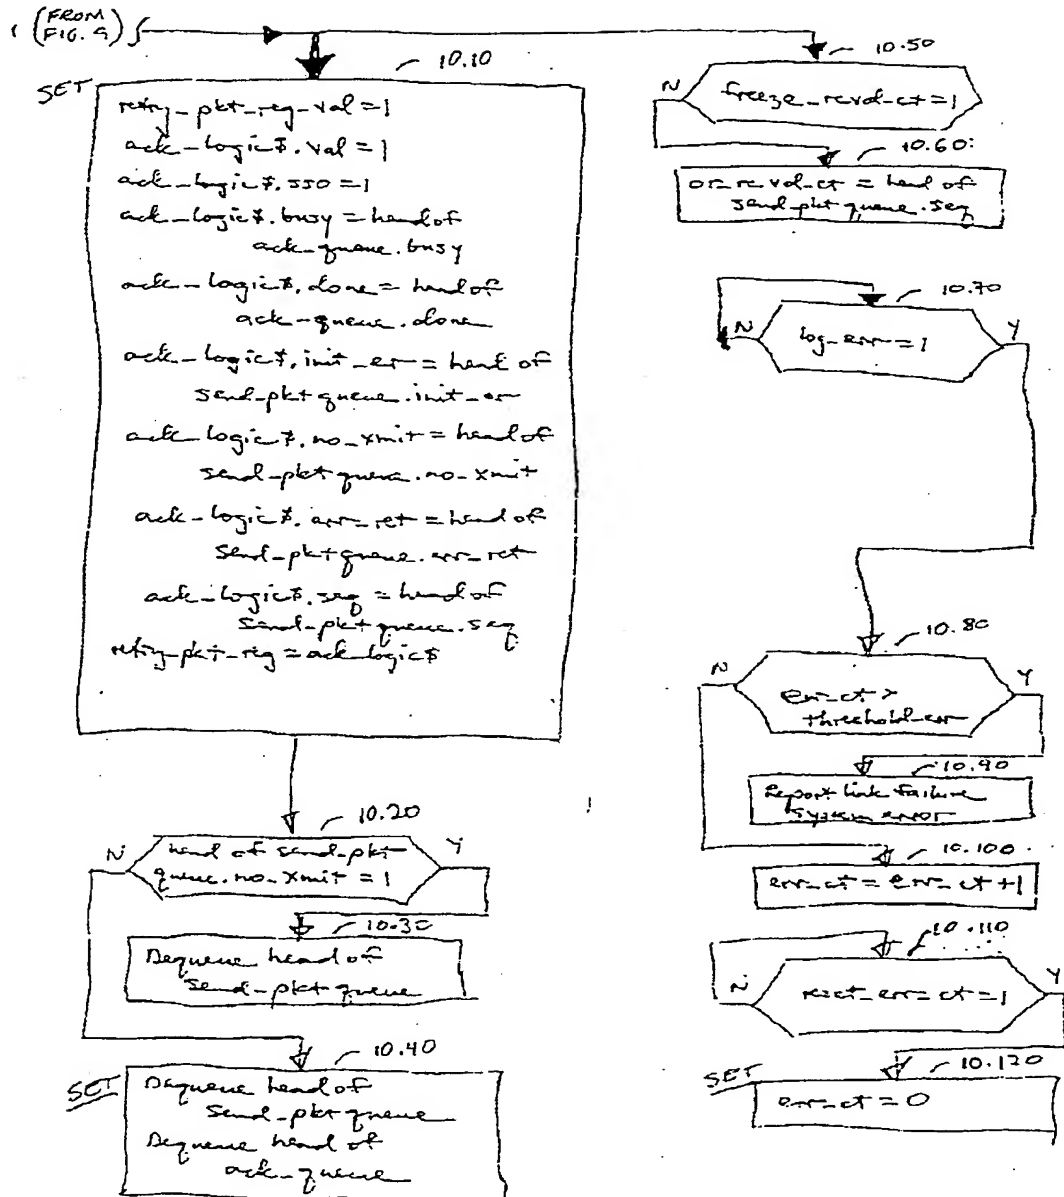 1 (FROM
FIG. 9)
10.10
SET
retry_pkt_reg_val = 1
ack_logic$.val = 1
ack_logic$.sso = 1
ack_logic$.busy = head of
ack_queue.busy
ack_logic$.done = head of
ack_queue.done
ack_logic$.init_er = head of
send_pkt queue.init_er
ack_logic$.no_xmit = head of
send_pkt queue.no_xmit
ack_logic$.err_ret = head of
send_pkt queue.err_ret
ack_logic$.seq = head of
send_pkt queue.seq
retry_pkt_reg = ack_logic$
10.20
N
head of send_pkt
queue.no_xmit = 1
Y
10.30
Dequeue head of
send_pkt queue
10.40
SET
Dequeue head of
send_pkt queue
Dequeue head of
ack_queue
10.50
N
freeze_rcvd_ct = 1
10.60
= head of
send_pkt queue.seq
10.70
N
log_err = 1
Y
10.80
N
Y
err_ct >
threshold_err
10.90
Report link failure
system error
10.100
err_ct = err_ct + 1
10.110
N
reset_err_ct = 1
Y
10.120
SET
err_ct = 0